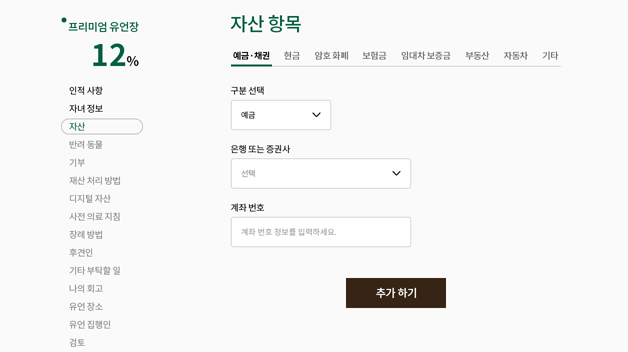 프리미엄 유언장
12%
인적 사항
자녀 정보
자산
반려 동물
기부
재산 처리 방법
디지털 자산
사전 의료 지침
장례 방법
후견인
기타 부탁할 일
나의 회고
유언 장소
유언 집행인
검토
자산 항목
예금·채권 현금 암호 화폐 보험금 임대차 보증금 부동산 자동차 기타
구분 선택
예금
은행 또는 증권사
선택
계좌 번호
계좌 번호 정보를 입력하세요.
추가 하기